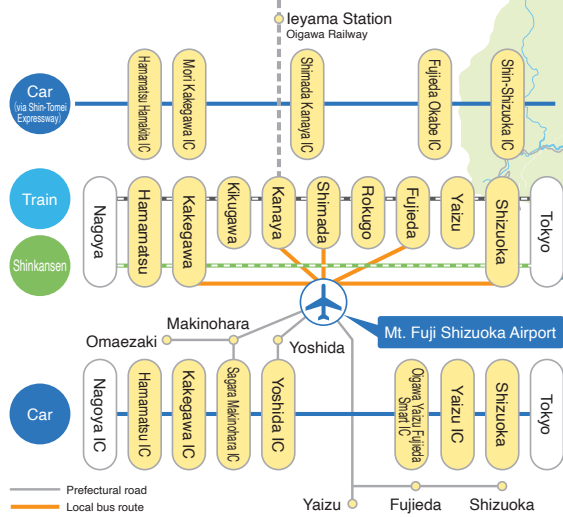 Ieyama Station
Oigawa Railway
Car
(via Shin-Tomei
Expressway)
Hamamatsu Hamakita IC
Mori Kakegawa IC
Shimada Kanaya IC
Fujieda Okabe IC
Shin-Shizuoka IC
Train
Shinkansen
Nagoya
Hamamatsu
Kakegawa
Kikugawa
Kanaya
Shimada
Rokugo
Fujieda
Yaizu
Shizuoka
Tokyo
Mt. Fuji Shizuoka Airport
Makinohara
Omaezaki
Yoshida
Car
Nagoya IC
Hamamatsu IC
Kakegawa IC
Sagara Makinohara IC
Yoshida IC
Oigawa Yaizu Fujieda
Smart IC
Yaizu IC
Shizuoka
Tokyo
Prefectural road
Local bus route
Yaizu
Fujieda
Shizuoka